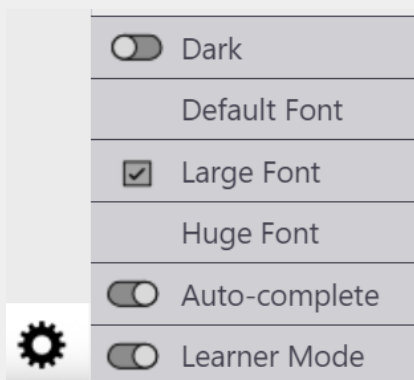 Dark
Default Font
Large Font
Huge Font
Auto-complete
Learner Mode